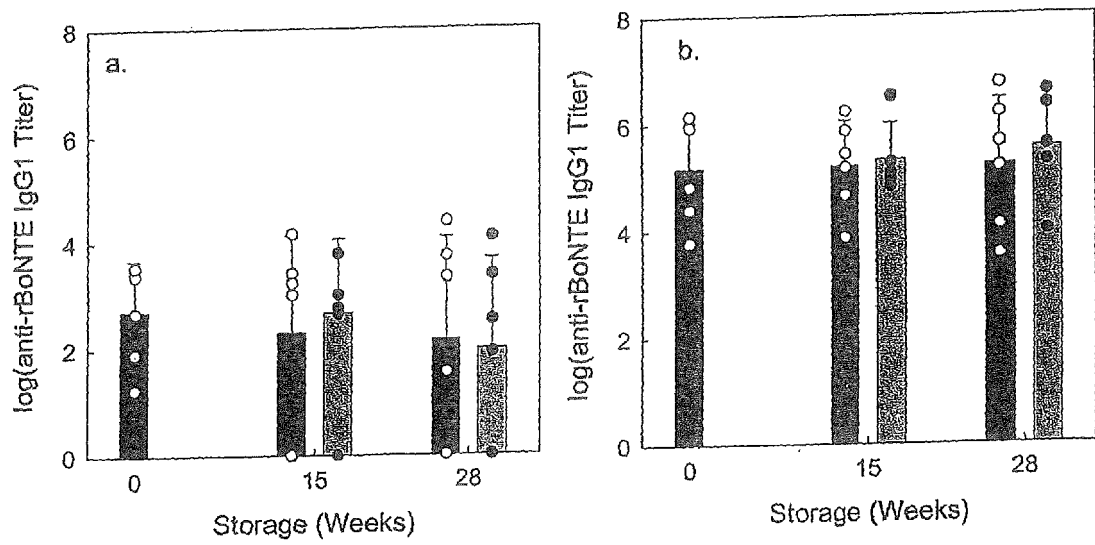 a.
log(anti-rBoNTE IgG1 Titer)
8
6
4
2
0
0
15
28
Storage (Weeks)
b.
log(anti-rBoNTE IgG1 Titer)
8
6
4
2
0
0
15
28
Storage (Weeks)